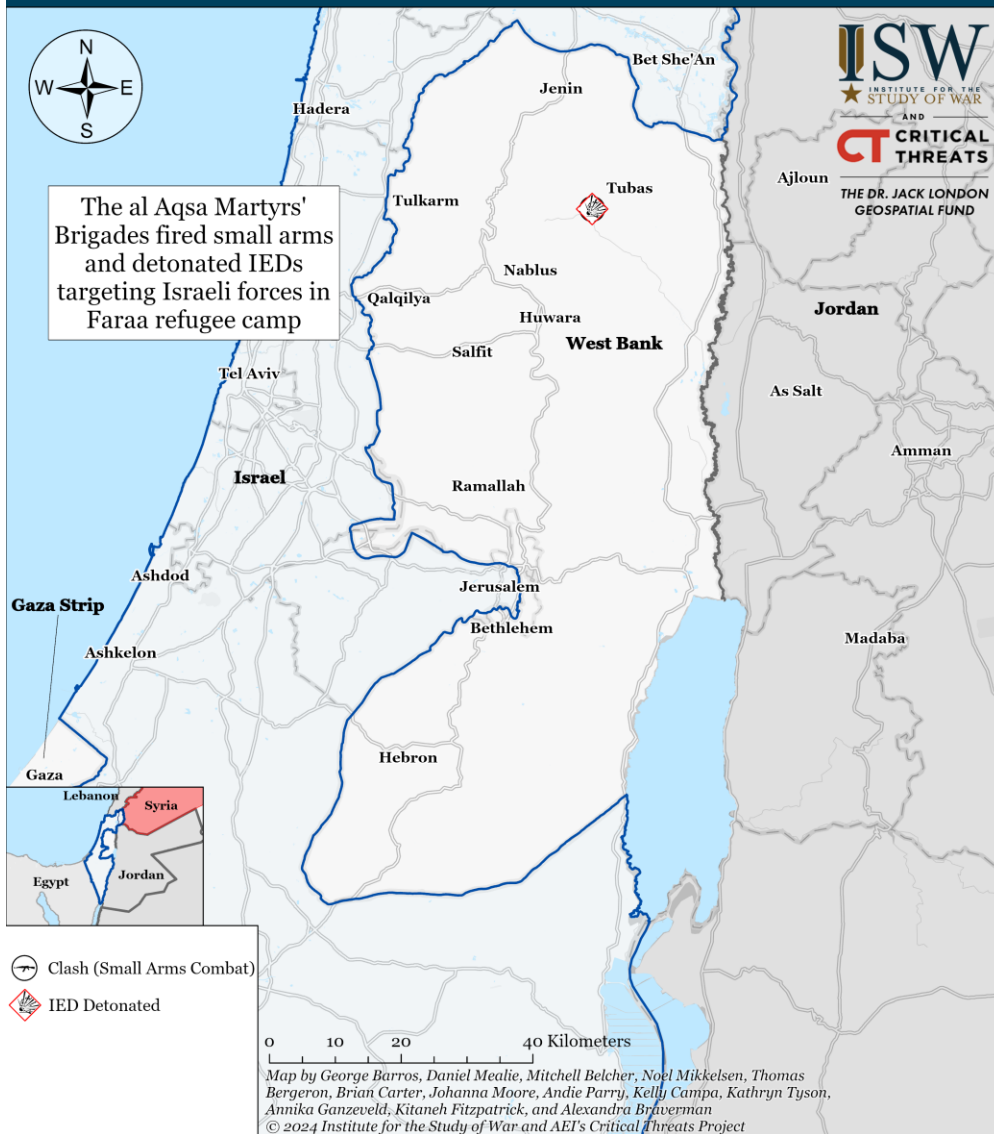 N
W E
S
ISW
INSTITUTE FOR THE
STUDY OF WAR
AND
CT CRITICAL
THREATS
THE DR. JACK LONDON
GEOSPATIAL FUND
Bet She'An
Jenin
Hadera
Ajloun
The al Aqsa Martyrs'
Brigades fired small arms
and detonated IEDs
targeting Israeli forces in
Faraa refugee camp
Tulkarm
Tubas
Nablus
Qalqilya
Huwara
Jordan
West Bank
Salfit
Tel Aviv
As Salt
Amman
Israel
Ramallah
Ashdod
Jerusalem
Gaza Strip
Bethlehem
Madaba
Ashkelon
Hebron
Gaza
Lebanon
Syria
Egypt
Jordan
Clash (Small Arms Combat)
IED Detonated
0 10 20 40 Kilometers
Map by George Barros, Daniel Mealie, Mitchell Belcher, Noel Mikkelsen, Thomas
Bergeron, Brian Carter, Johanna Moore, Andie Parry, Kelly Campa, Kathryn Tyson,
Annika Ganzeveld, Kitaneh Fitzpatrick, and Alexandra Braverman
© 2024 Institute for the Study of War and AEI's Critical Threats Project